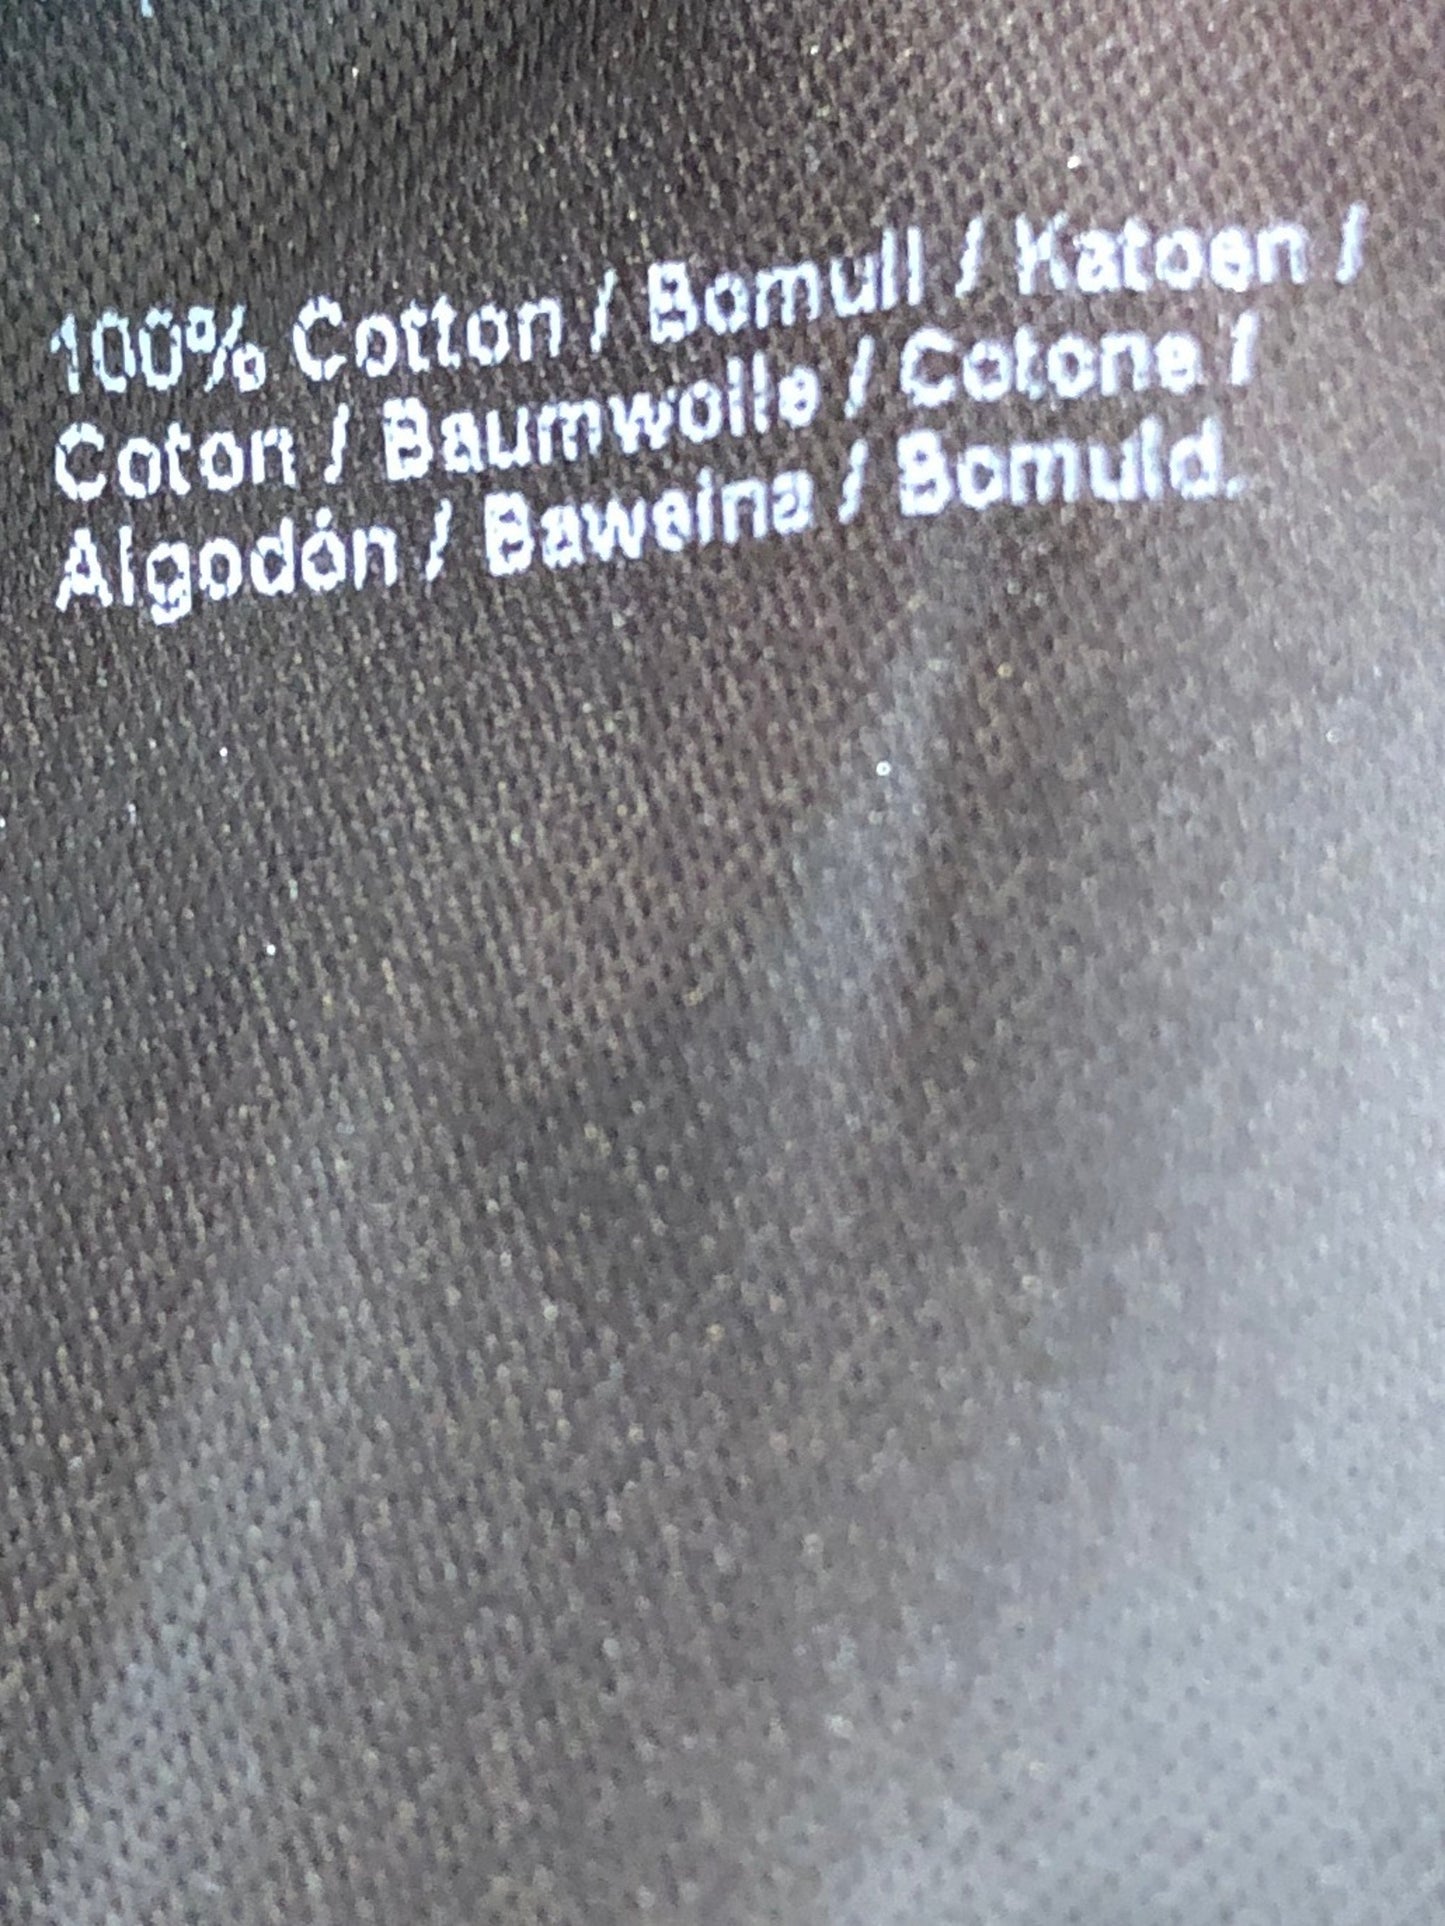 100% Cotton / Bomull / Katoen /
Coton / Baumwolle / Cotone /
Algodón / Bawełna / Bomuld.